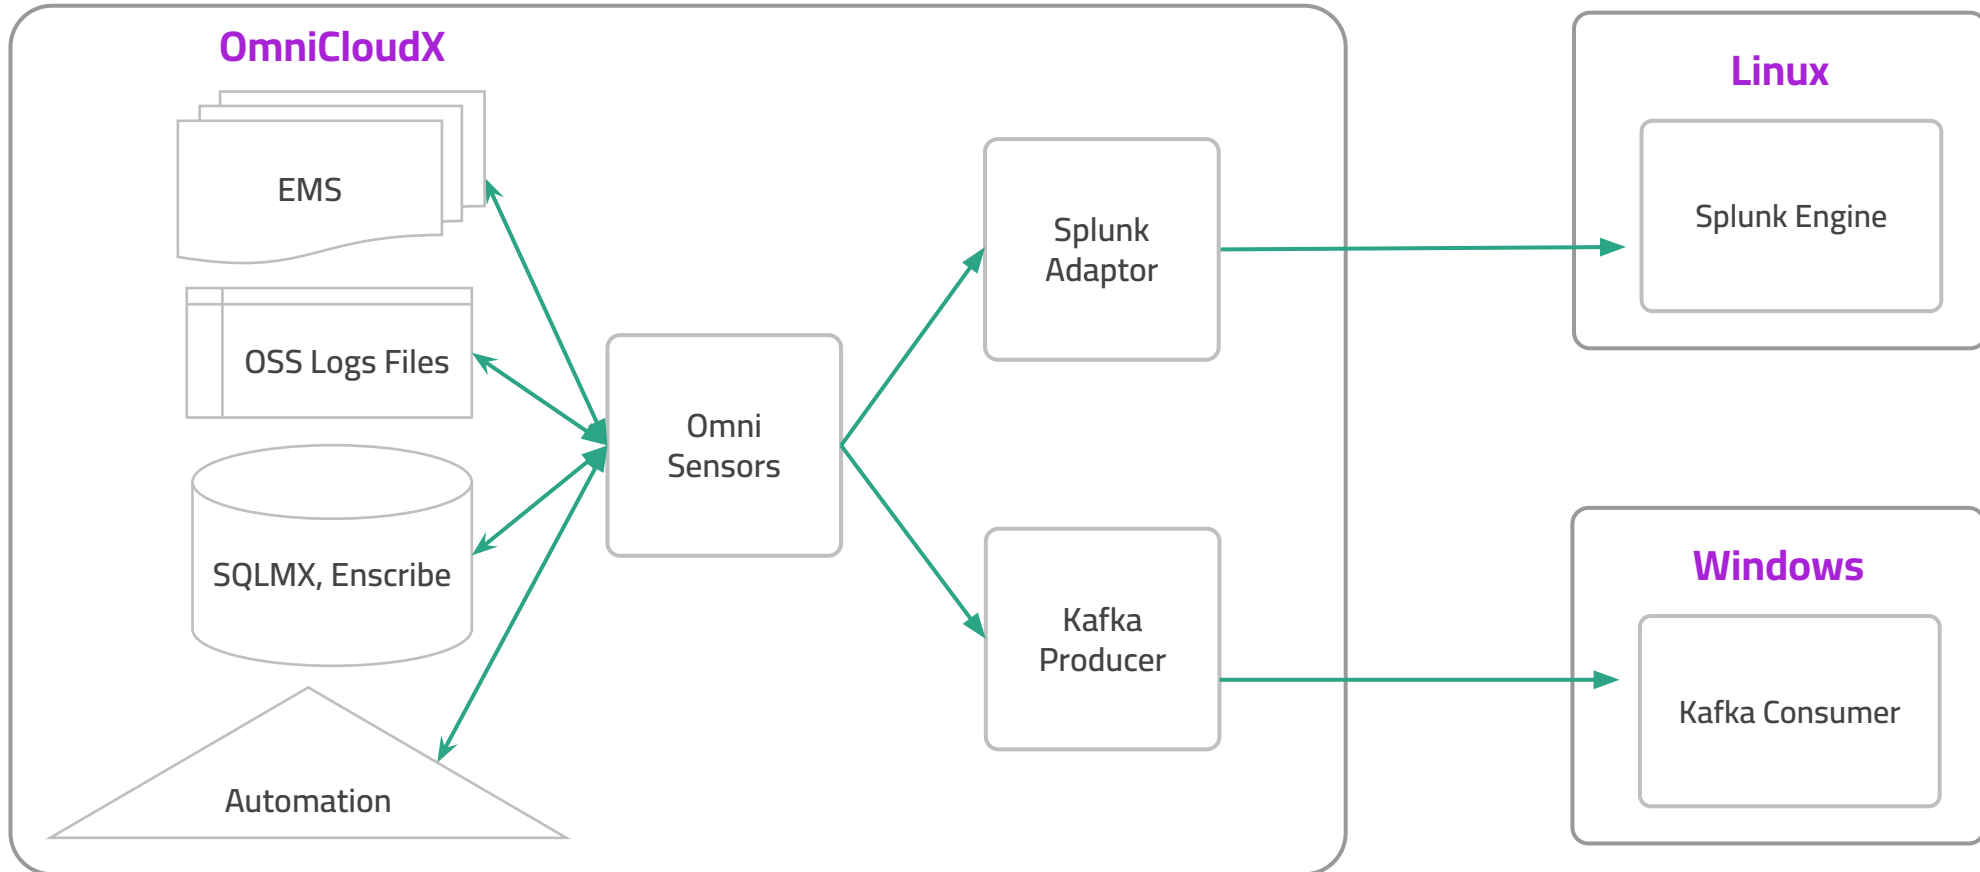 OmniCloudX
EMS
OSS Logs Files
SQLMX, Enscribe
Automation
Omni
Sensors
Splunk
Adaptor
Kafka
Producer
Linux
Splunk Engine
Windows
Kafka Consumer